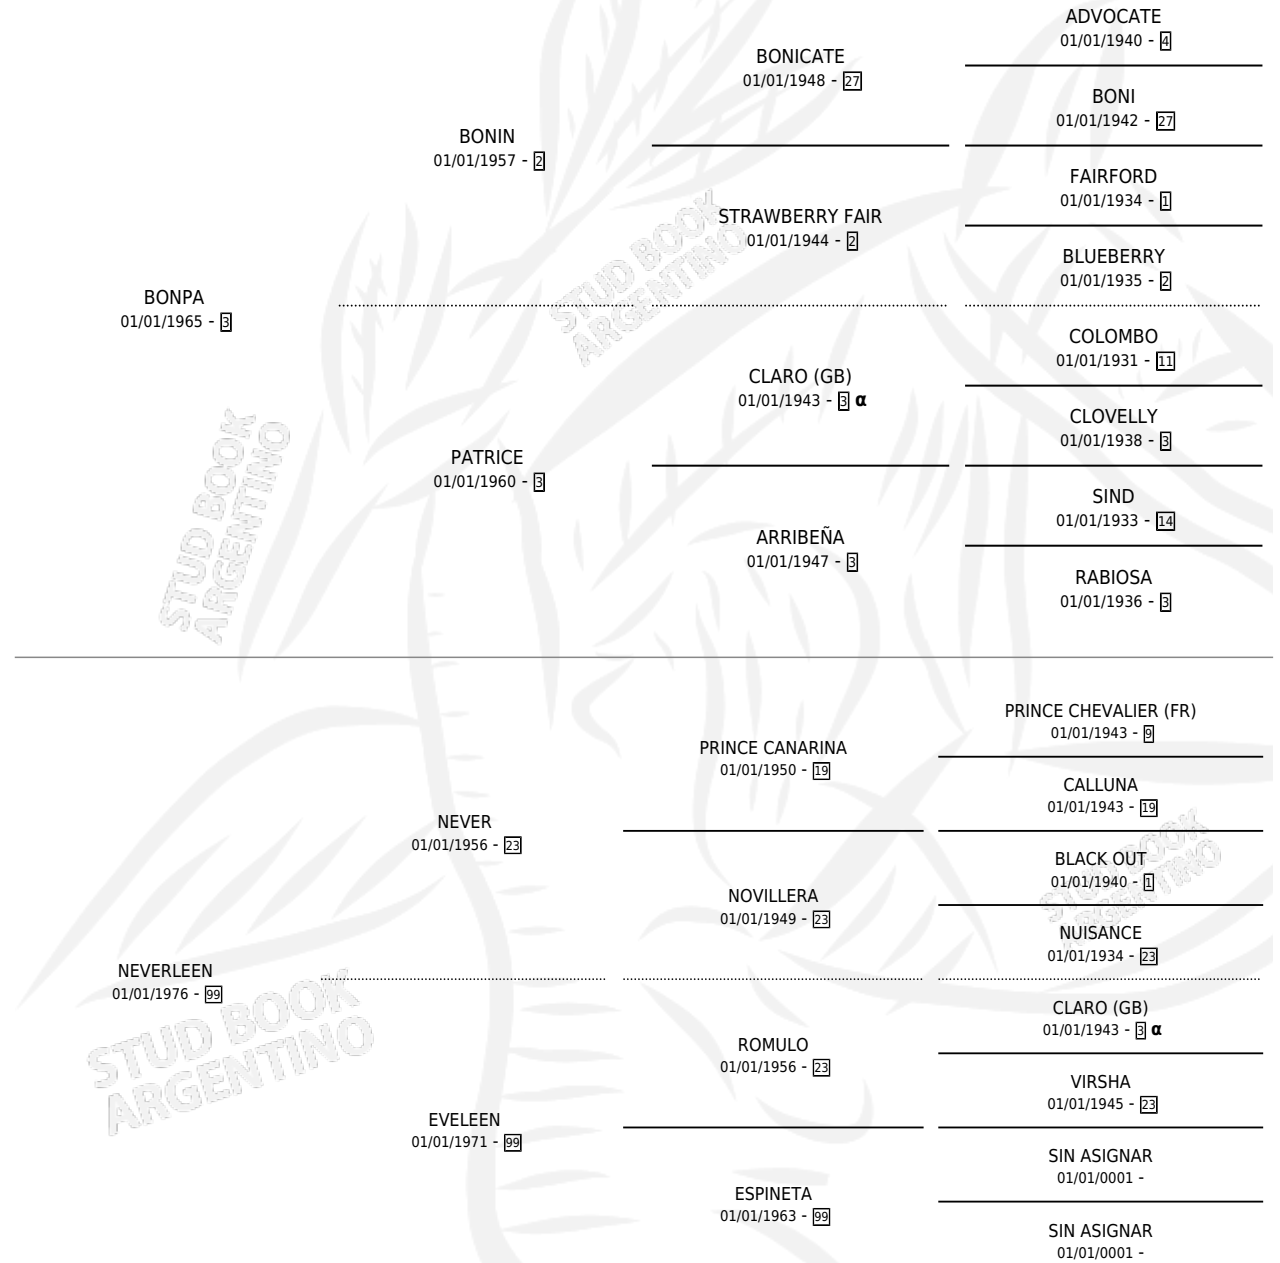 ADVOCATE
01/01/1940 - 4
BONICATE
01/01/1948 - 27
BONI
01/01/1942 - 27
BONIN
01/01/1957 - 2
FAIRFORD
01/01/1934 - 1
STRAWBERRY FAIR
01/01/1944 - 2
BLUEBERRY
01/01/1935 - 2
BONPA
01/01/1965 - 3
COLOMBO
01/01/1931 - 11
CLARO (GB)
01/01/1943 - 3 α
CLOVELLY
01/01/1938 - 3
PATRICE
01/01/1960 - 3
SIND
01/01/1933 - 14
ARRIBEÑA
01/01/1947 - 3
RABIOSA
01/01/1936 - 3
PRINCE CHEVALIER (FR)
01/01/1943 - 9
PRINCE CANARINA
01/01/1950 - 19
CALLUNA
01/01/1943 - 19
NEVER
01/01/1956 - 23
BLACK OUT
01/01/1940 - 1
NOVILLERA
01/01/1949 - 23
NUISANCE
01/01/1934 - 23
NEVERLEEN
01/01/1976 - 99
CLARO (GB)
01/01/1943 - 3 α
ROMULO
01/01/1956 - 23
VIRSHA
01/01/1945 - 23
EVELEEN
01/01/1971 - 99
SIN ASIGNAR
01/01/0001 -
ESPINETA
01/01/1963 - 99
SIN ASIGNAR
01/01/0001 -
STUD BOOK
ARGENTINO
STUD BOOK
ARGENTINO
STUD BOOK
ARGENTINO
STUD BOOK
ARGENTINO